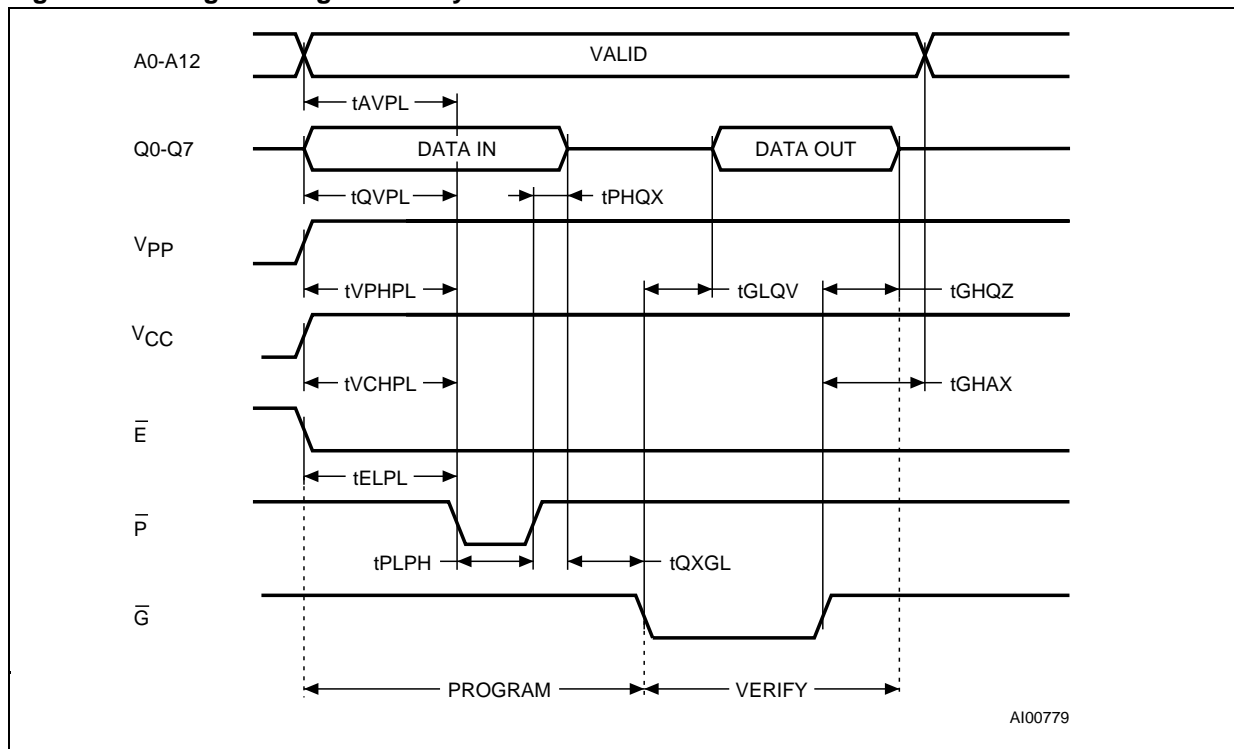 A0-A12
VALID
tAVPL
Q0-Q7
DATA IN
DATA OUT
tQVPL
tPHQX
VPP
tVPHPL
tGLQV
tGHQZ
VCC
tVCHPL
tGHAX
E̅
tELPL
P̅
tPLPH
tQXGL
G̅
PROGRAM
VERIFY
AI00779